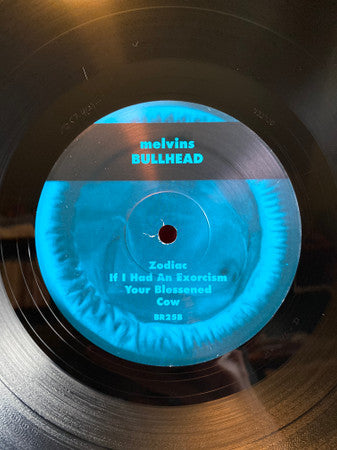 melvins
BULLHEAD
Zodiac
If I Had An Exorcism
Your Blessened
Cow
BR25B